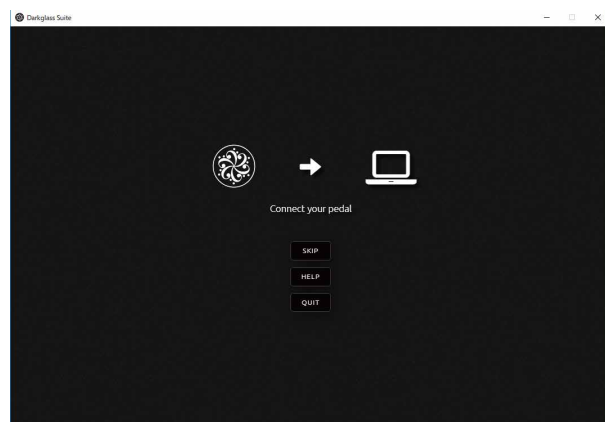 Darkglass Suite
Connect your pedal
SKIP
HELP
QUIT